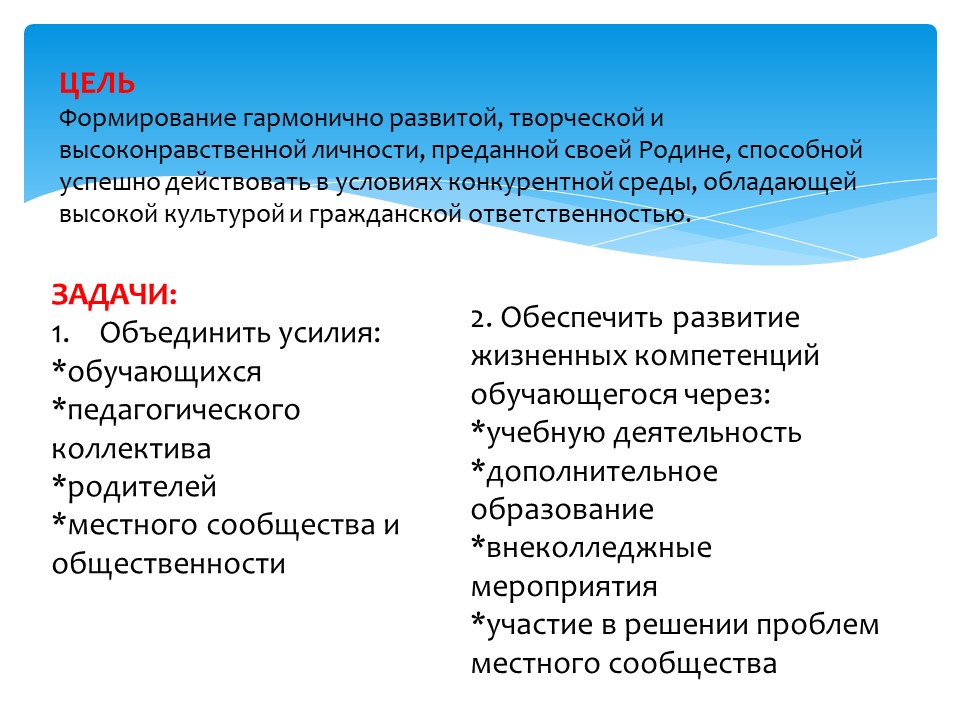 ЦЕЛЬ
Формирование гармонично развитой, творческой и
высоконравственной личности, преданной своей Родине, способной
успешно действовать в условиях конкурентной среды, обладающей
высокой культурой и гражданской ответственностью.
ЗАДАЧИ:
1. Объединить усилия:
*обучающихся
*педагогического
коллектива
*родителей
*местного сообщества и
общественности
2. Обеспечить развитие
жизненных компетенций
обучающегося через:
*учебную деятельность
*дополнительное
образование
*внеколледжные
мероприятия
*участие в решении проблем
местного сообщества